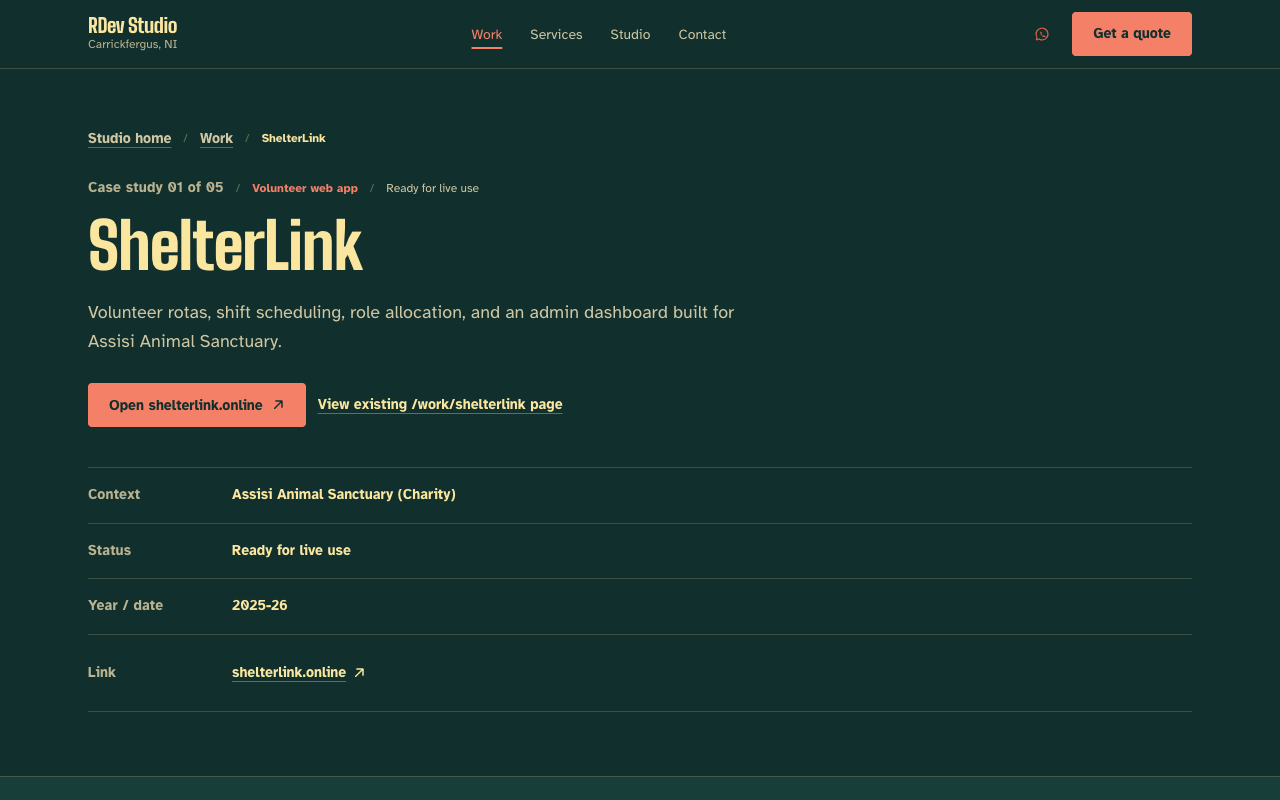 RDev Studio
Carrickfergus, NI
Work
Services
Studio
Contact
Get a quote
Studio home / Work / ShelterLink
Case study 01 of 05 / Volunteer web app / Ready for live use
ShelterLink
Volunteer rotas, shift scheduling, role allocation, and an admin dashboard built for
Assisi Animal Sanctuary.
Open shelterlink.online
View existing /work/shelterlink page
Context
Assisi Animal Sanctuary (Charity)
Status
Ready for live use
Year / date
2025-26
Link
shelterlink.online